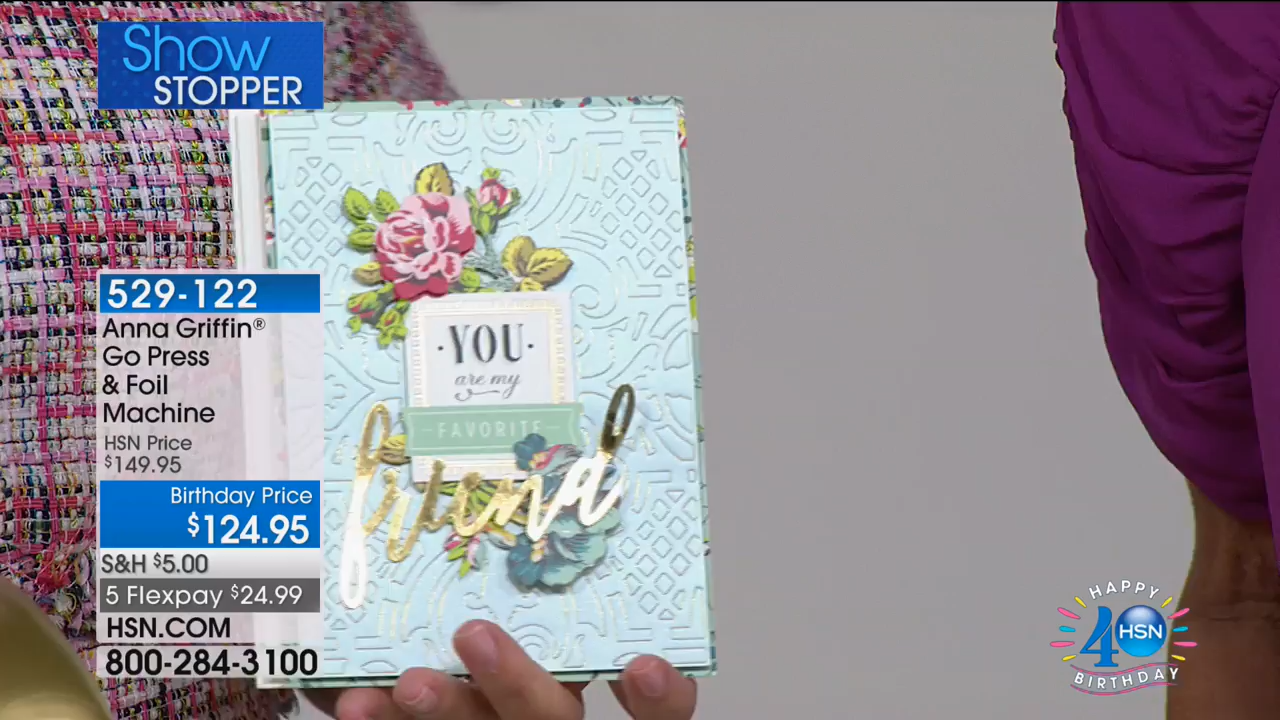 Show
STOPPER
529-122
Anna Griffin®
Go Press
& Foil
Machine
HSN Price
$149.95
Birthday Price
$124.95
S&H $5.00
5 Flexpay $24.99
HSN.COM
800-284-3100
·YOU·
are my
FAVORITE
friend
HAPPY
40
HSN
BIRTHDAY